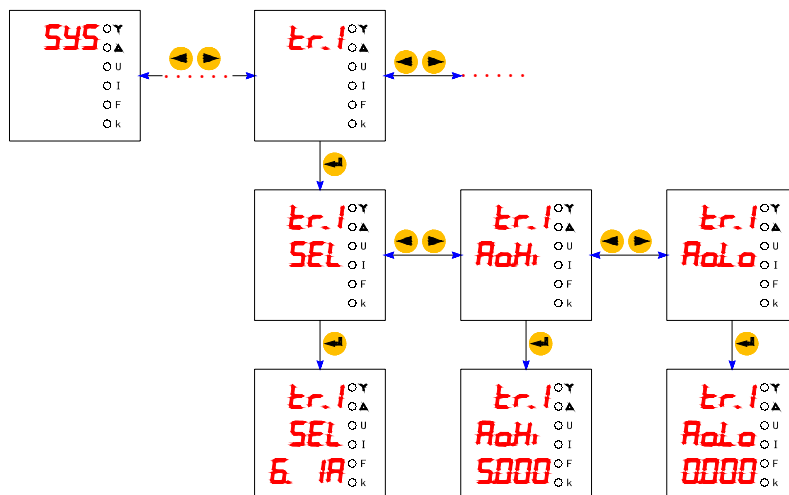 SYS
Y
▲
U
I
F
k
tr.1
Y
▲
U
I
F
k
tr.1
SEL
Y
▲
U
I
F
k
tr.1
AoHi
Y
▲
U
I
F
k
tr.1
AoLo
Y
▲
U
I
F
k
tr.1
SEL
6. 1A
Y
▲
U
I
F
k
tr.1
AoHi
5.000
Y
▲
U
I
F
k
tr.1
AoLo
0.000
Y
▲
U
I
F
k